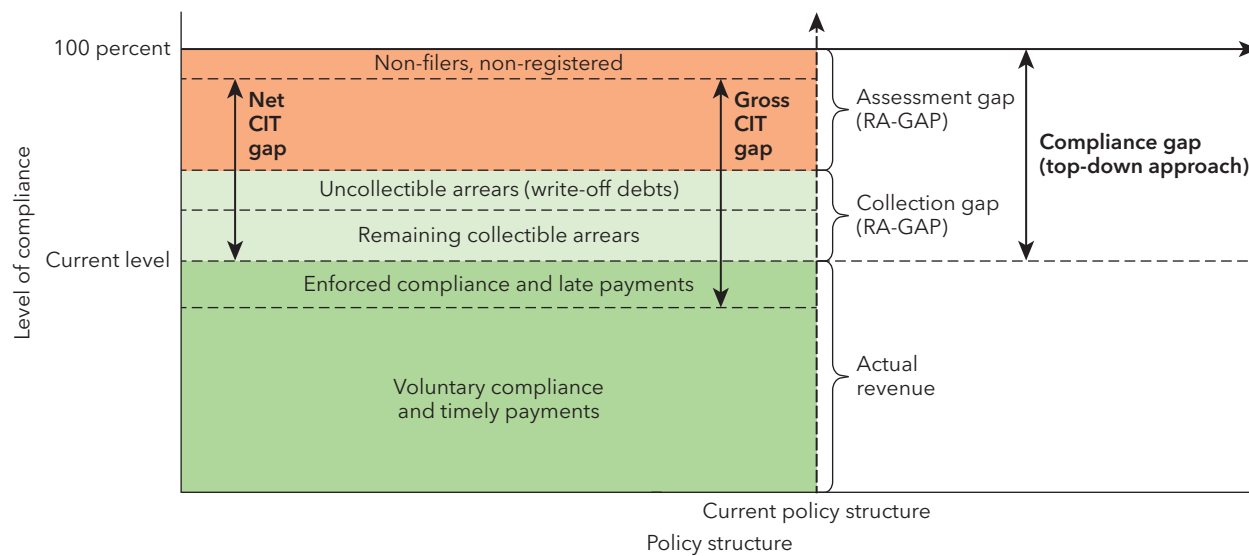 100 percent
Non-filers, non-registered
Net
CIT
gap
Gross
CIT
gap
Assessment gap
(RA-GAP)
Compliance gap
(top-down approach)
Level of compliance
Uncollectible arrears (write-off debts)
Collection gap
(RA-GAP)
Remaining collectible arrears
Current level
Enforced compliance and late payments
Voluntary compliance
and timely payments
Actual
revenue
Current policy structure
Policy structure